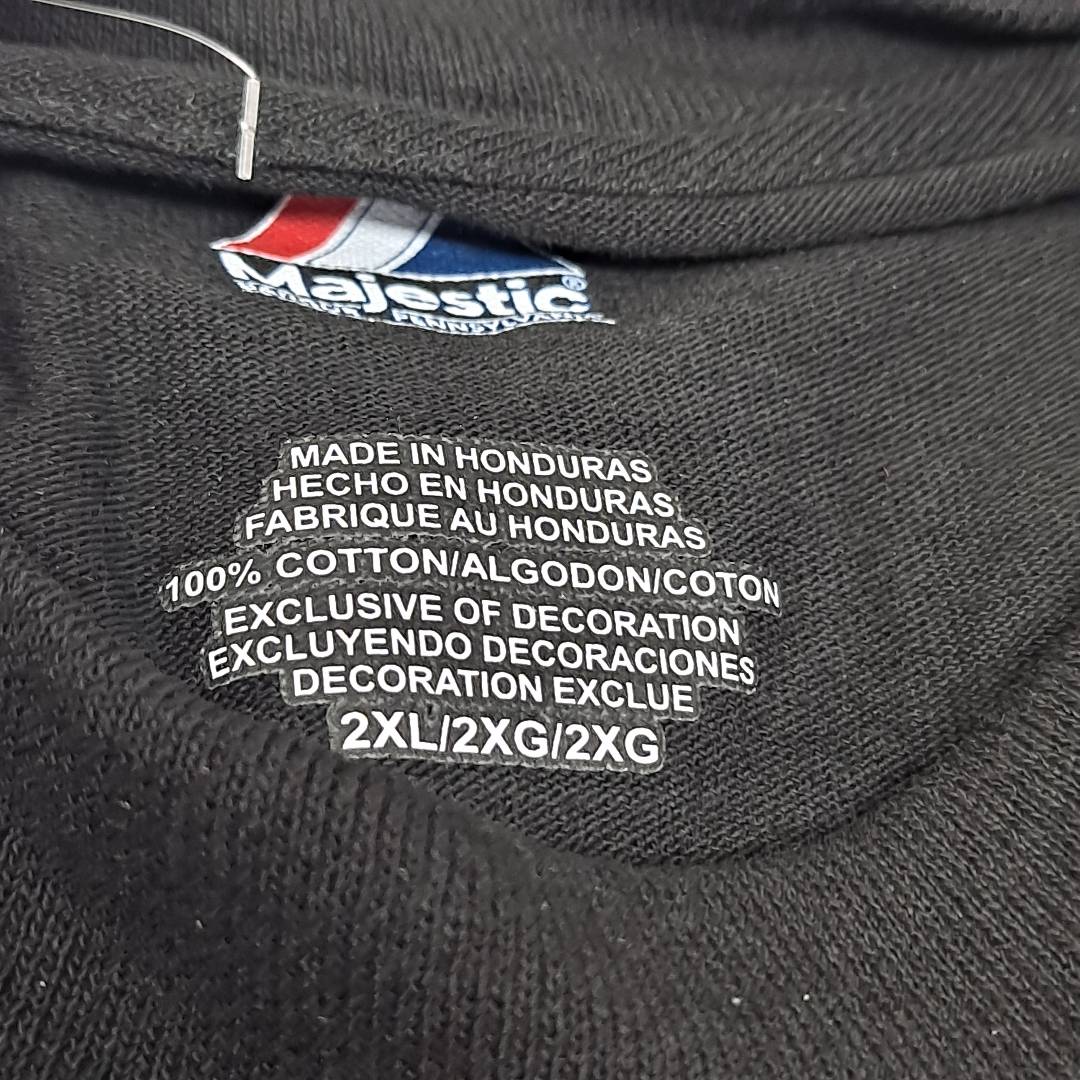 Majestic®
PENNSYLVANIA
MADE IN HONDURAS
HECHO EN HONDURAS
FABRIQUE AU HONDURAS
100% COTTON/ALGODON/COTON
EXCLUSIVE OF DECORATION
EXCLUYENDO DECORACIONES
DECORATION EXCLUE
2XL/2XG/2XG